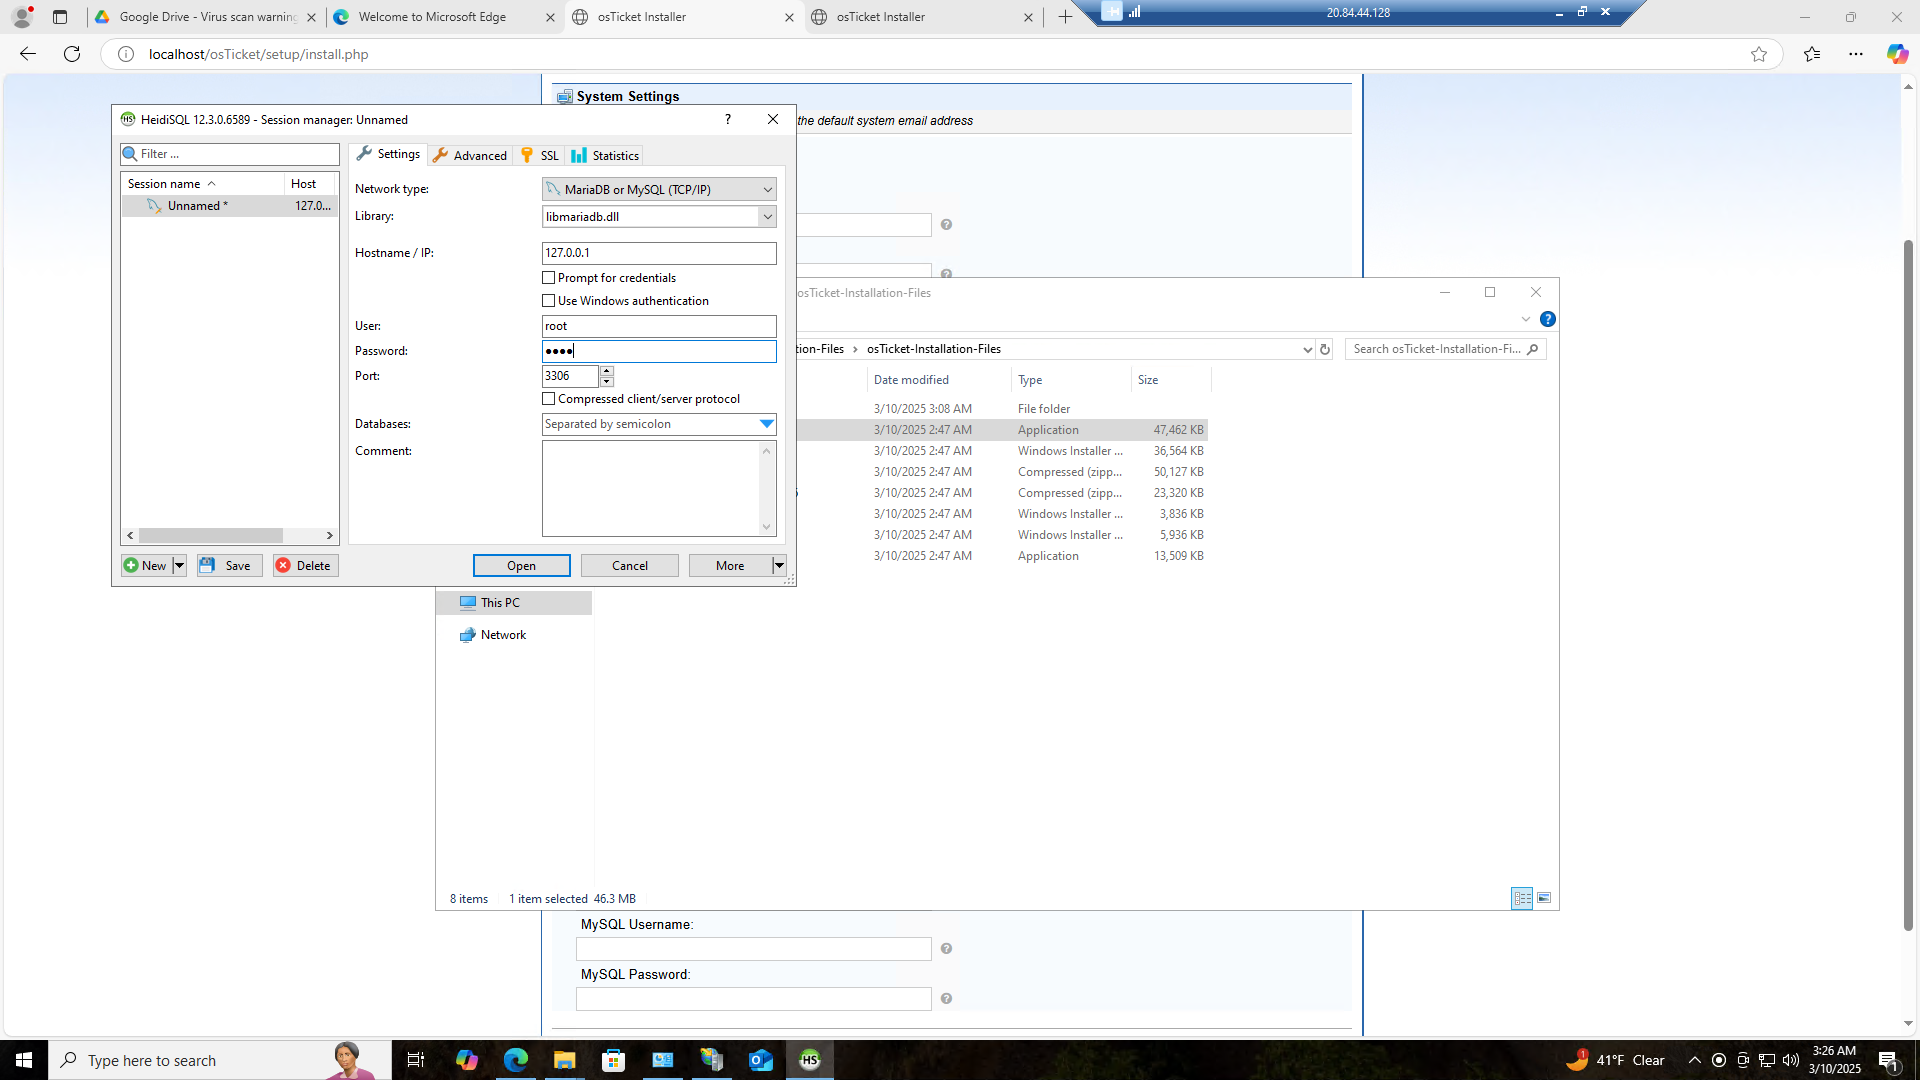 Google Drive - Virus scan warning
Welcome to Microsoft Edge
osTicket Installer
osTicket Installer
20.84.44.128
localhost/osTicket/setup/install.php
System Settings
the default system email address
HeidiSQL 12.3.0.6589 - Session manager: Unnamed
?
Filter ...
Session name
Host
Unnamed *
127.0...
Settings
Advanced
SSL
Statistics
Network type:
MariaDB or MySQL (TCP/IP)
Library:
libmariadb.dll
Hostname / IP:
127.0.0.1
Prompt for credentials
Use Windows authentication
User:
root
Password:
●●●●
Port:
3306
Compressed client/server protocol
Databases:
Separated by semicolon
Comment:
New
Save
Delete
Open
Cancel
More
osTicket-Installation-Files
tion-Files > osTicket-Installation-Files
Search osTicket-Installation-Fi...
Date modified
Type
Size
3/10/2025 3:08 AM File folder
3/10/2025 2:47 AM Application 47,462 KB
3/10/2025 2:47 AM Windows Installer ... 36,564 KB
3/10/2025 2:47 AM Compressed (zipp... 50,127 KB
3/10/2025 2:47 AM Compressed (zipp... 23,320 KB
3/10/2025 2:47 AM Windows Installer ... 3,836 KB
3/10/2025 2:47 AM Windows Installer ... 5,936 KB
3/10/2025 2:47 AM Application 13,509 KB
This PC
Network
8 items
1 item selected 46.3 MB
MySQL Username:
MySQL Password:
Type here to search
HS
41°F Clear
3:26 AM
3/10/2025
1